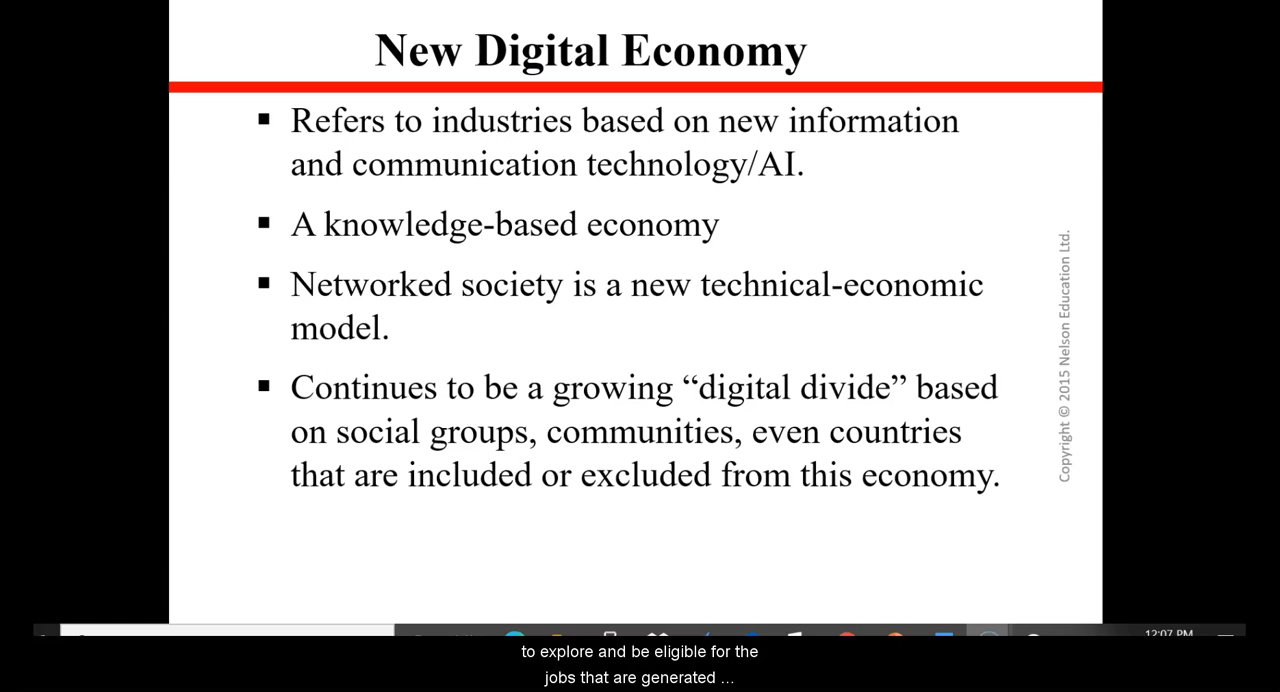 New Digital Economy
▪ Refers to industries based on new information
and communication technology/AI.
▪ A knowledge-based economy
▪ Networked society is a new technical-economic
model.
▪ Continues to be a growing “digital divide” based
on social groups, communities, even countries
that are included or excluded from this economy.
Copyright © 2015 Nelson Education Ltd.
12:07 PM
to explore and be eligible for the
jobs that are generated ...